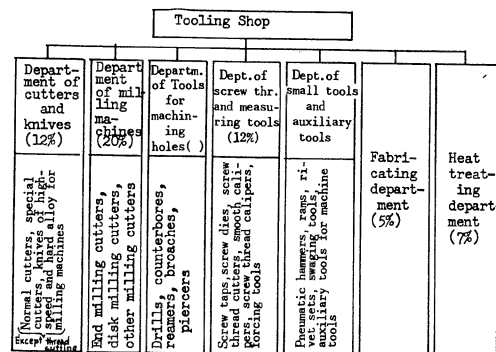 Tooling Shop
Depart-
ment of
cutters
and
knives
(12%)
Depart
ment
of mil
ling
ma-
chines
(20%)
Departm.
of Tools
for
machin-
ing
holes( )
Dept.of
screw thr.
and measu-
ring tools
(12%)
Dept.of
small tools
and
auxiliary
tools
Fabri-
cating
depart-
ment
(5%)
Heat
treat-
ing
depart-
ment
(7%)
Normal cutters, special
cutters, knives of high-
speed and hard alloy for
milling machines
Except thread
cutting
End milling cutters,
disk milling cutters,
other milling cutters
Drills, counterbores,
reamers, broaches,
piercers
Screw taps,screw dies, screw
thread cutters, smooth cali-
pers, screw thread calipers,
forcing tools
Pneumatic hammers, rams, ri-
vet sets, swaging tools,
auxiliary tools for machine
tools